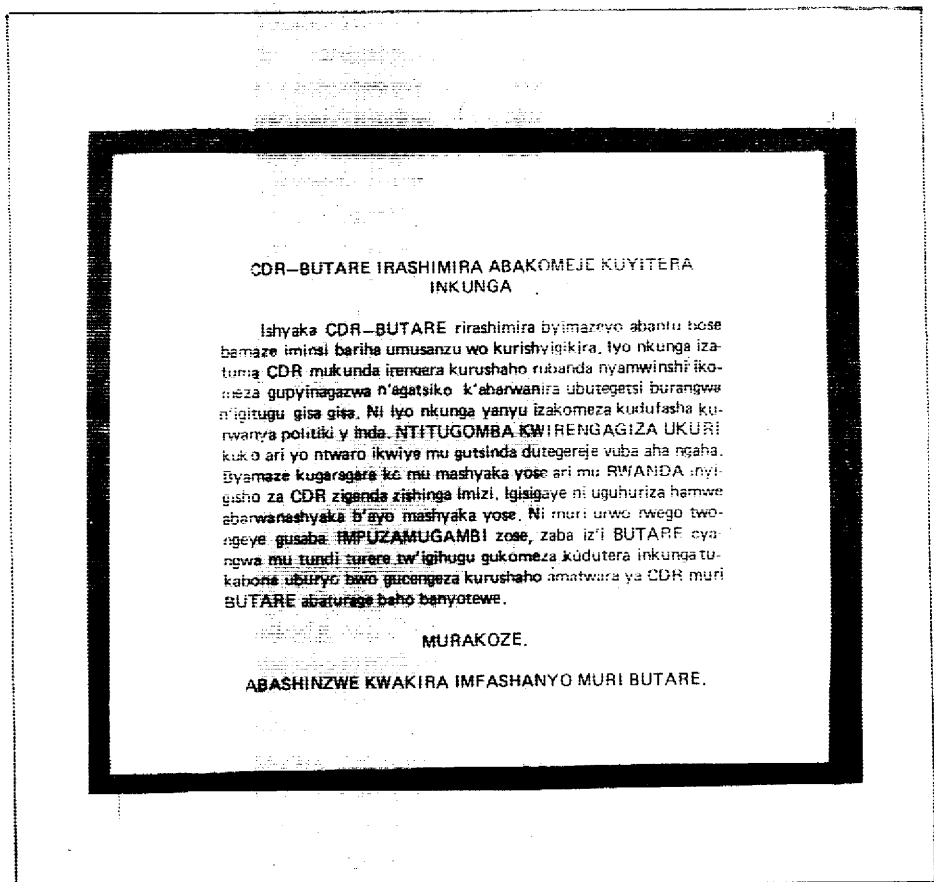 CDR–BUTARE IRASHIMIRA ABAKOMEJE KUYITERA
INKUNGA
Ishyaka CDR–BUTARE rirashimira byimazeyo abantu bose
bamaze iminsi bariha umusanzu wo kurishyigikira. Iyo nkunga iza-
tuma CDR mukunda irengera kurushaho rubanda nyamwinshi iko-
meza gupyinagazwa n'agatsiko k'abarwanira ubutegetsi burangwa
n'igitugu gisa gisa. Ni iyo nkunga yanyu izakomeza kudufasha ku-
rwanya politiki y inda. NTITUGOMBA KWIRENGAGIZA UKURI
kuko ari yo ntwaro ikwiye mu gutsinda dutegereje vuba aha ngaha.
Byamaze kugaragara ko mu mashyaka yose ari mu RWANDA inyi-
gisho za CDR zigenda zishinga imizi. Igisigaye ni uguhuriza hamwe
abarwanashyaka b'ayo mashyaka yose. Ni muri urwo rwego two-
ngeye gusaba IMPUZAMUGAMBI zose, zaba iz'i BUTARE cya-
ngwa mu tundi turere tw'igihugu gukomeza kudutera inkunga tu-
kabona uburyo bwo gucengeza kurushaho amatwara ya CDR muri
BUTARE abaturage baho banyotewe.
MURAKOZE.
ABASHINZWE KWAKIRA IMFASHANYO MURI BUTARE.